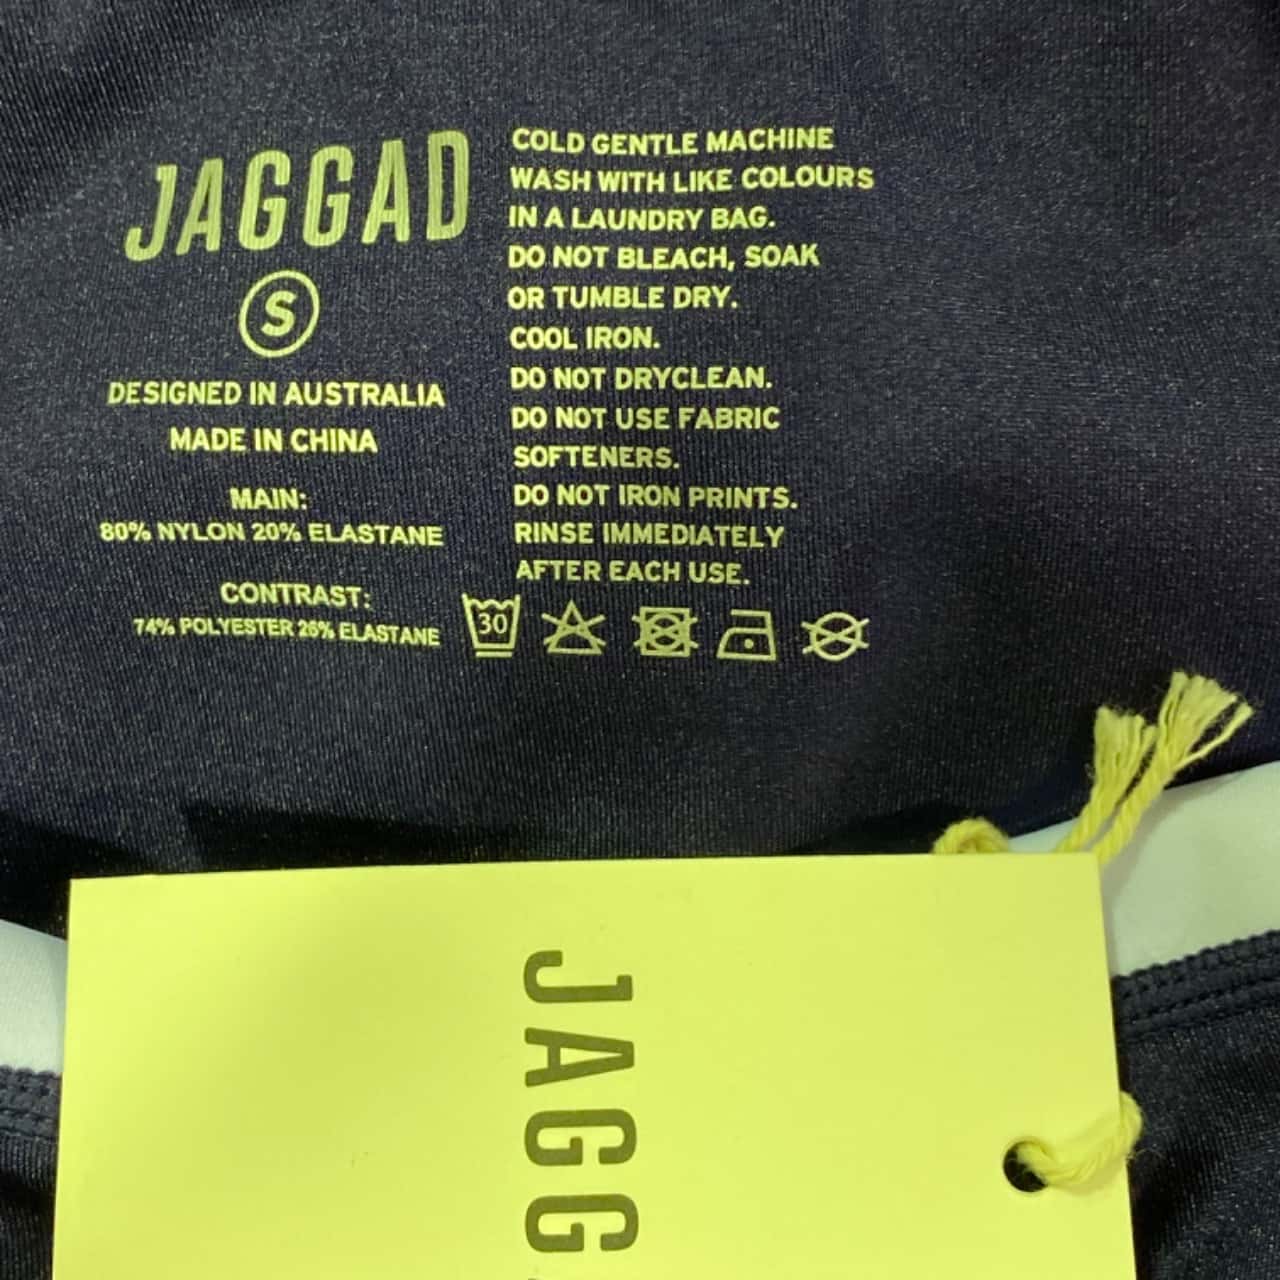 JAGGAD
S
DESIGNED IN AUSTRALIA
MADE IN CHINA
MAIN:
80% NYLON 20% ELASTANE
CONTRAST:
74% POLYESTER 26% ELASTANE
COLD GENTLE MACHINE
WASH WITH LIKE COLOURS
IN A LAUNDRY BAG.
DO NOT BLEACH, SOAK
OR TUMBLE DRY.
COOL IRON.
DO NOT DRYCLEAN.
DO NOT USE FABRIC
SOFTENERS.
DO NOT IRON PRINTS.
RINSE IMMEDIATELY
AFTER EACH USE.
30
JAGG